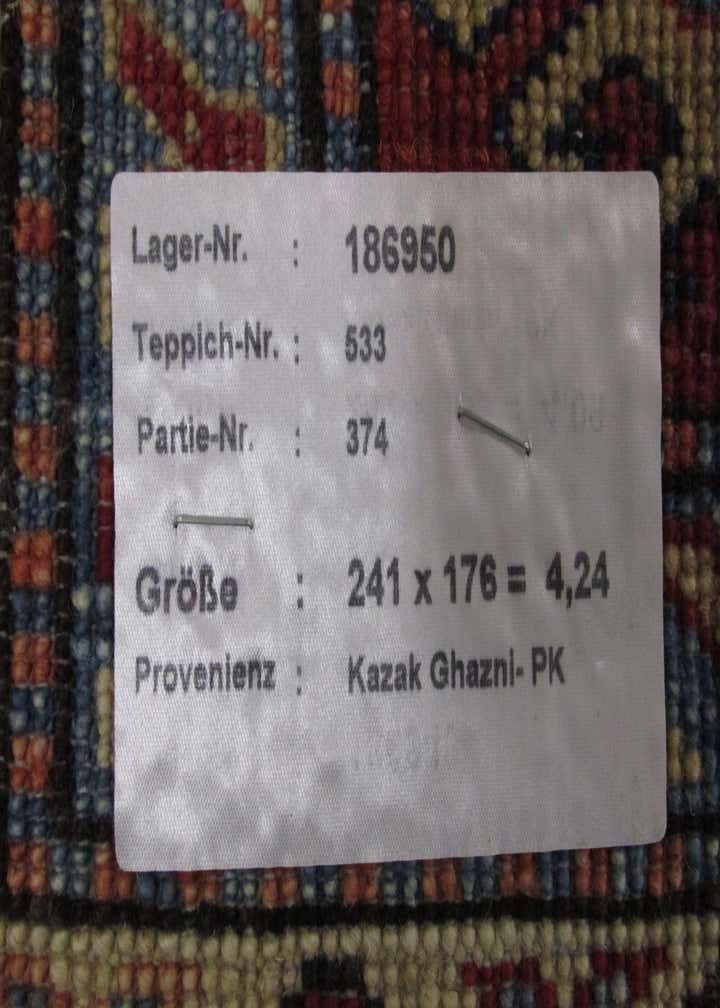 Lager-Nr. : 186950
Teppich-Nr. : 533
Partie-Nr. : 374
Größe : 241 x 176 = 4,24
Provenienz : Kazak Ghazni- PK